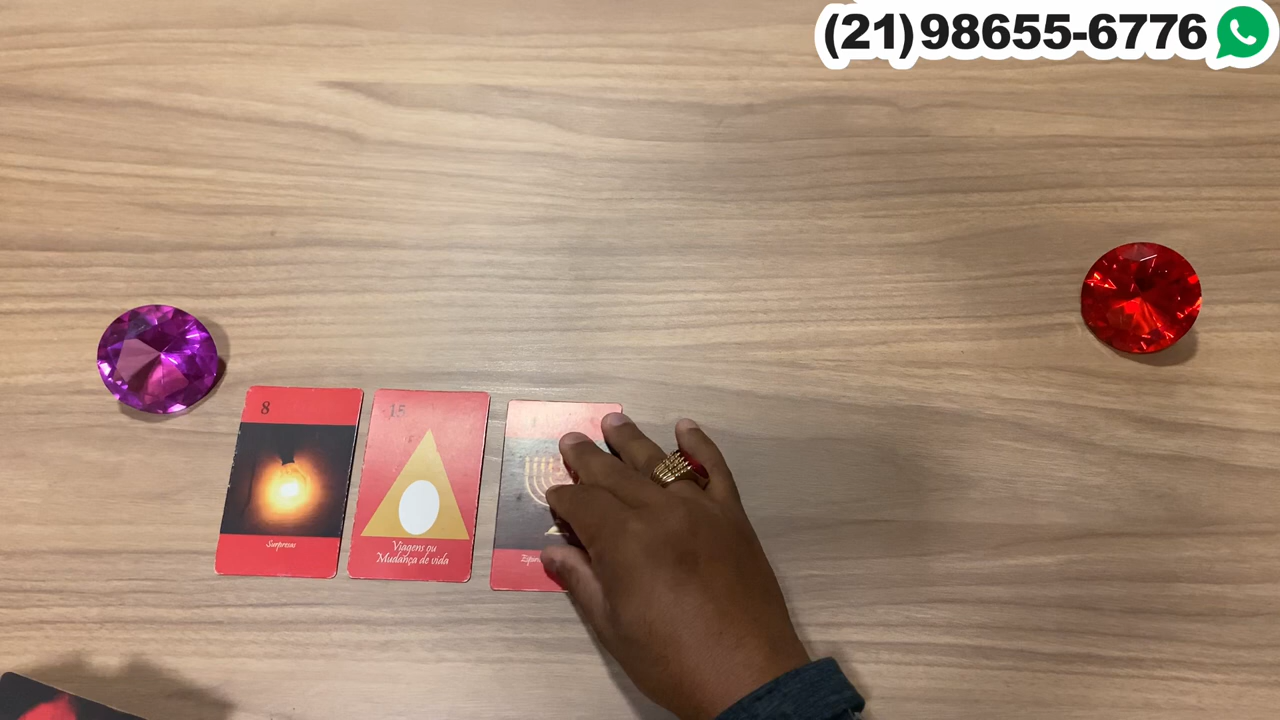 (21)98655-6776
8
15
Surpresas
Viagens ou
Mudança de vida